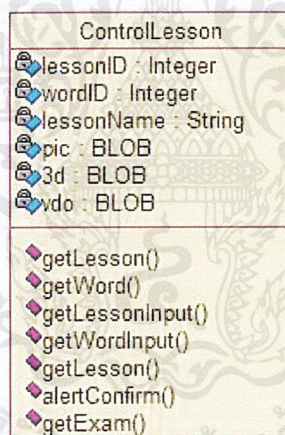 ControlLesson
lessonID : Integer
wordID : Integer
lessonName : String
pic : BLOB
3d : BLOB
vdo : BLOB
getLesson()
getWord()
getLessonInput()
getWordInput()
getLesson()
alertConfirm()
getExam()